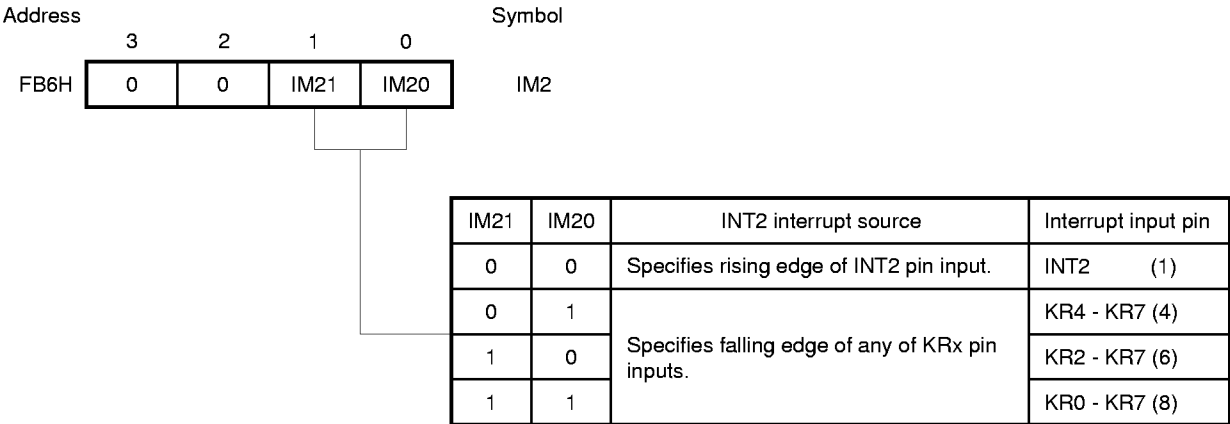 Address Symbol
3 2 1 0
FB6H 0 0 IM21 IM20 IM2
IM21 IM20 INT2 interrupt source Interrupt input pin
0 0 Specifies rising edge of INT2 pin input. INT2 (1)
0 1 KR4 - KR7 (4)
Specifies falling edge of any of KRx pin
inputs.
1 0 KR2 - KR7 (6)
1 1 KR0 - KR7 (8)